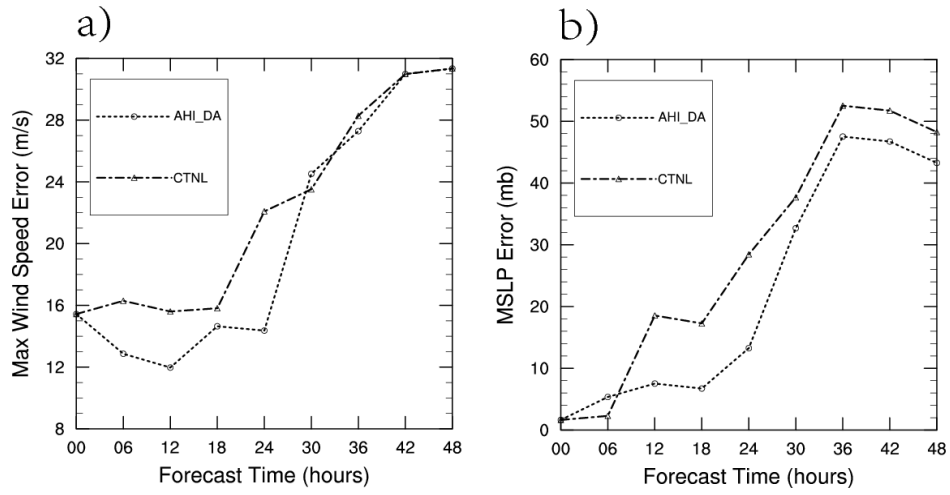 a)
Max Wind Speed Error (m/s)
32
28
24
20
16
12
8
AHI_DA
CTNL
00 06 12 18 24 30 36 42 48
Forecast Time (hours)
b)
MSLP Error (mb)
60
50
40
30
20
10
0
AHI_DA
CTNL
00 06 12 18 24 30 36 42 48
Forecast Time (hours)